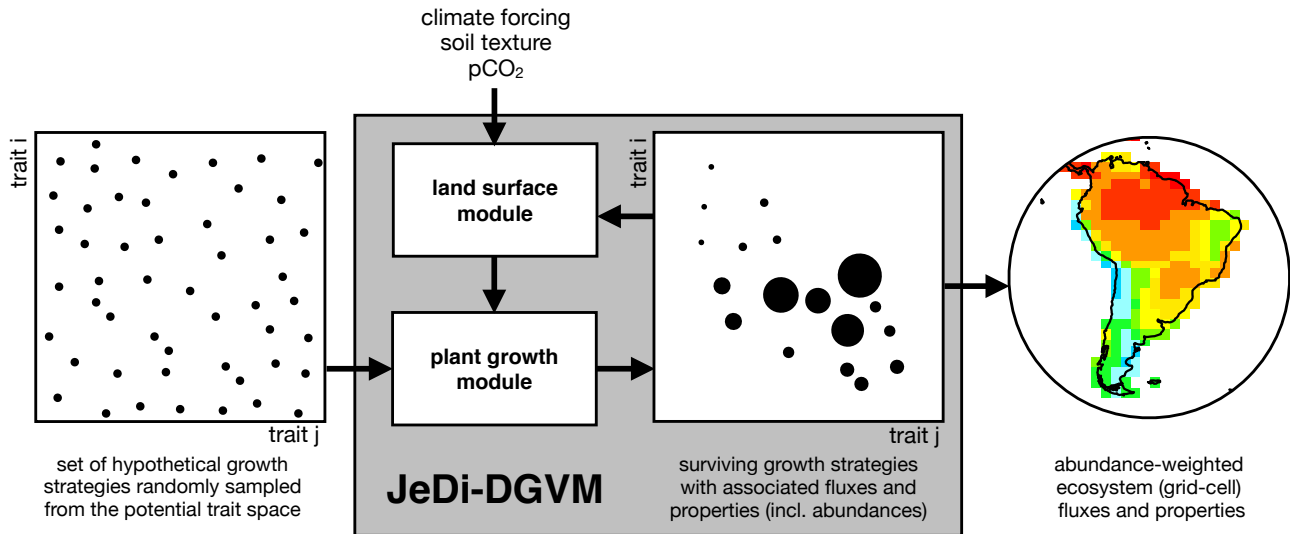 climate forcing
soil texture
pCO₂
trait i
trait j
set of hypothetical growth
strategies randomly sampled
from the potential trait space
land surface
module
plant growth
module
JeDi-DGVM
trait i
trait j
surviving growth strategies
with associated fluxes and
properties (incl. abundances)
abundance-weighted
ecosystem (grid-cell)
fluxes and properties